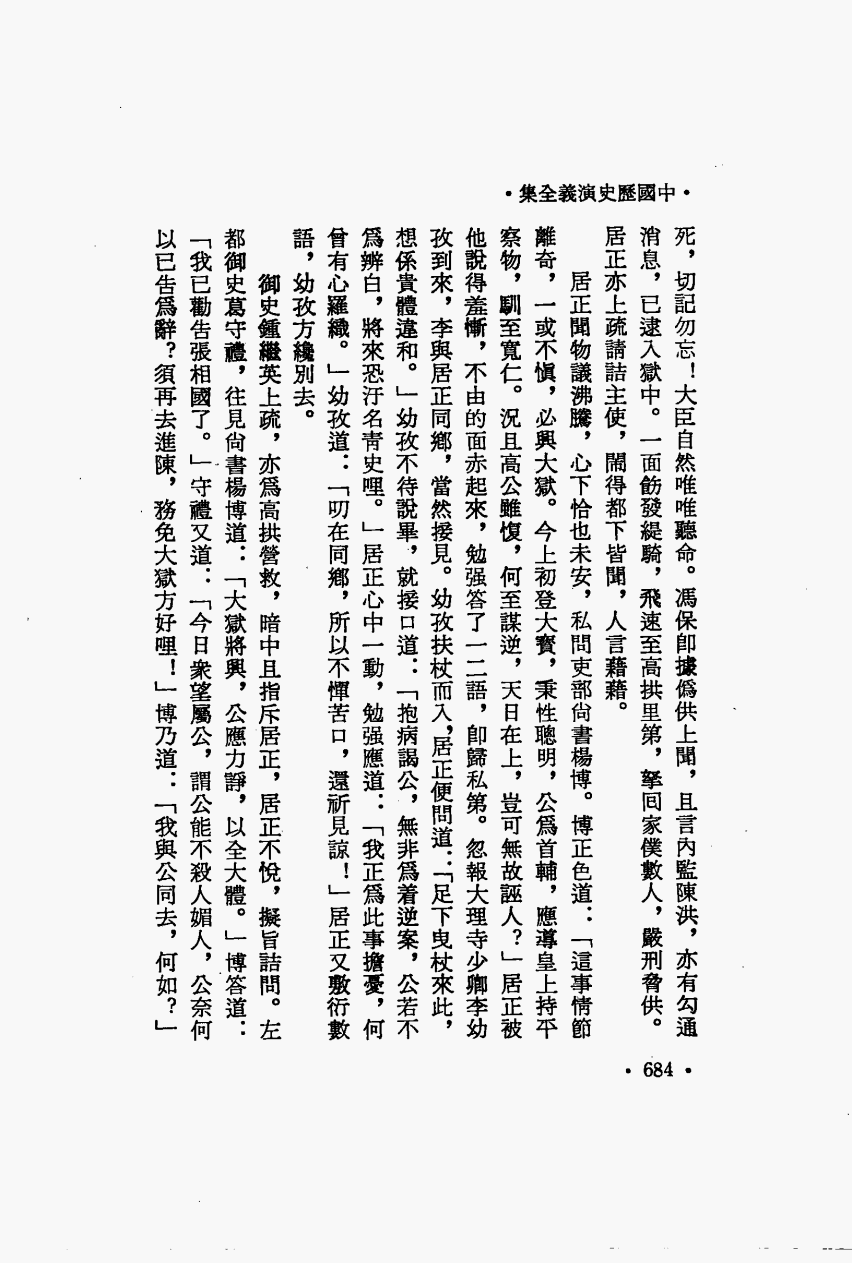 •中國歷史演義全集•
死，切記勿忘！大臣自然唯唯聽命。馮保卽據僞供上聞，且言內監陳洪，亦有勾通
消息，已逮入獄中。一面飭發緹騎，飛速至高拱里第，拏回家僕數人，嚴刑脅供。
居正亦上疏請詰主使，鬧得都下皆聞，人言藉藉。
居正聞物議沸騰，心下恰也未安，私問吏部尙書楊博。博正色道：「這事情節
離奇，一或不愼，必興大獄。今上初登大寶，秉性聰明，公爲首輔，應導皇上持平
察物，馴至寬仁。況且高公雖愎，何至謀逆，天日在上，豈可無故誣人？」居正被
他說得羞慚，不由的面赤起來，勉强答了一二語，卽歸私第。忽報大理寺少卿李幼
孜到來，李與居正同鄉，當然接見。幼孜扶杖而入，居正便問道：「足下曳杖來此，
想係貴體違和。」幼孜不待說畢，就接口道：「抱病謁公，無非爲着逆案，公若不
爲辨白，將來恐汙名靑史哩。」居正心中一動，勉强應道：「我正爲此事擔憂，何
曾有心羅織。」幼孜道：「叨在同鄉，所以不憚苦口，還祈見諒！」居正又敷衍數
語，幼孜方纔別去。
御史鍾繼英上疏，亦爲高拱營救，暗中且指斥居正，居正不悅，擬旨詰問。左
都御史葛守禮，往見尙書楊博道：「大獄將興，公應力諍，以全大體。」博答道：
「我已勸告張相國了。」守禮又道：「今日衆望屬公，謂公能不殺人媚人，公奈何
以已吿爲辭？須再去進陳，務免大獄方好哩！」博乃道：「我與公同去，何如？」
•684•